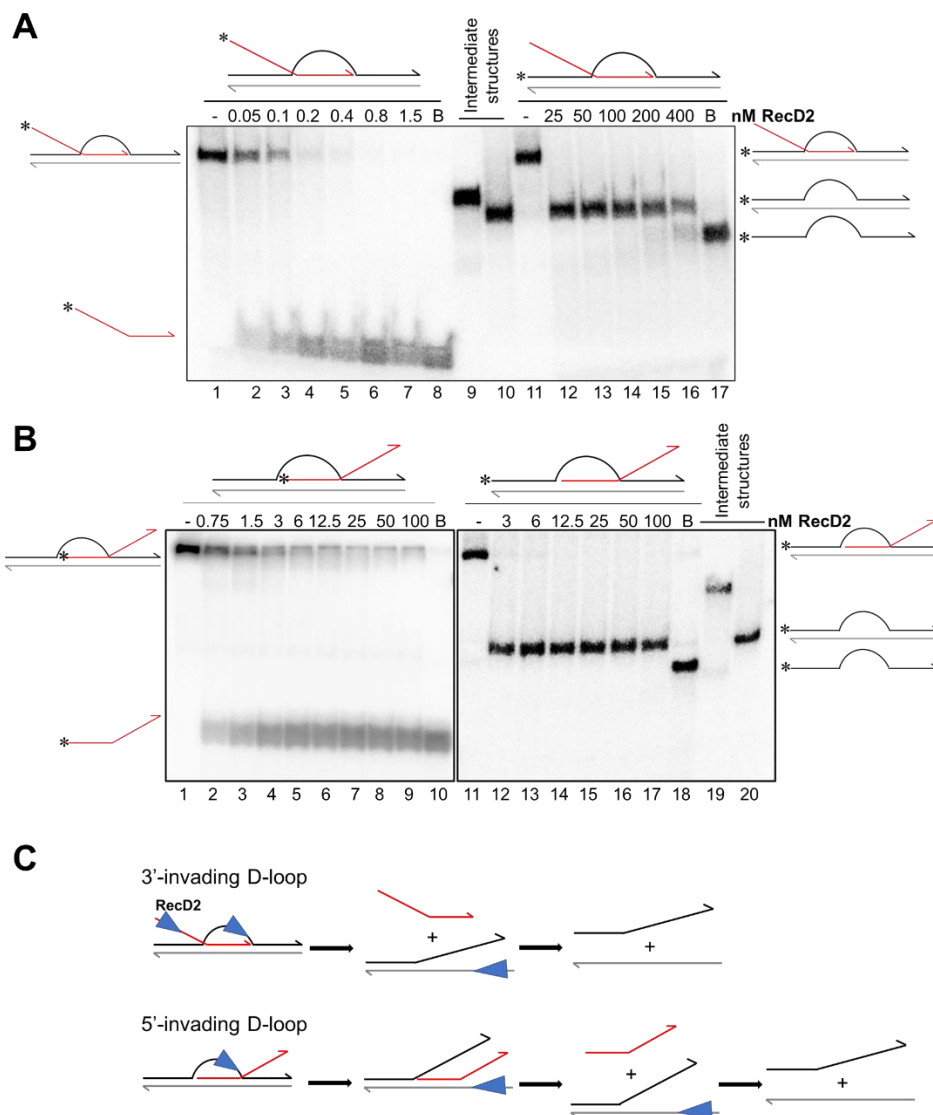 A
*
*
Intermediate
structures
- 0.05 0.1 0.2 0.4 0.8 1.5 B
- 25 50 100 200 400 B
nM RecD2
*
*
*
*
*
1 2 3 4 5 6 7 8 9 10 11 12 13 14 15 16 17
B
*
*
Intermediate
structures
- 0.75 1.5 3 6 12.5 25 50 100 B
- 3 6 12.5 25 50 100 B
nM RecD2
*
*
*
*
*
1 2 3 4 5 6 7 8 9 10 11 12 13 14 15 16 17 18 19 20
C
3'-invading D-loop
RecD2
+
+
5'-invading D-loop
+
+